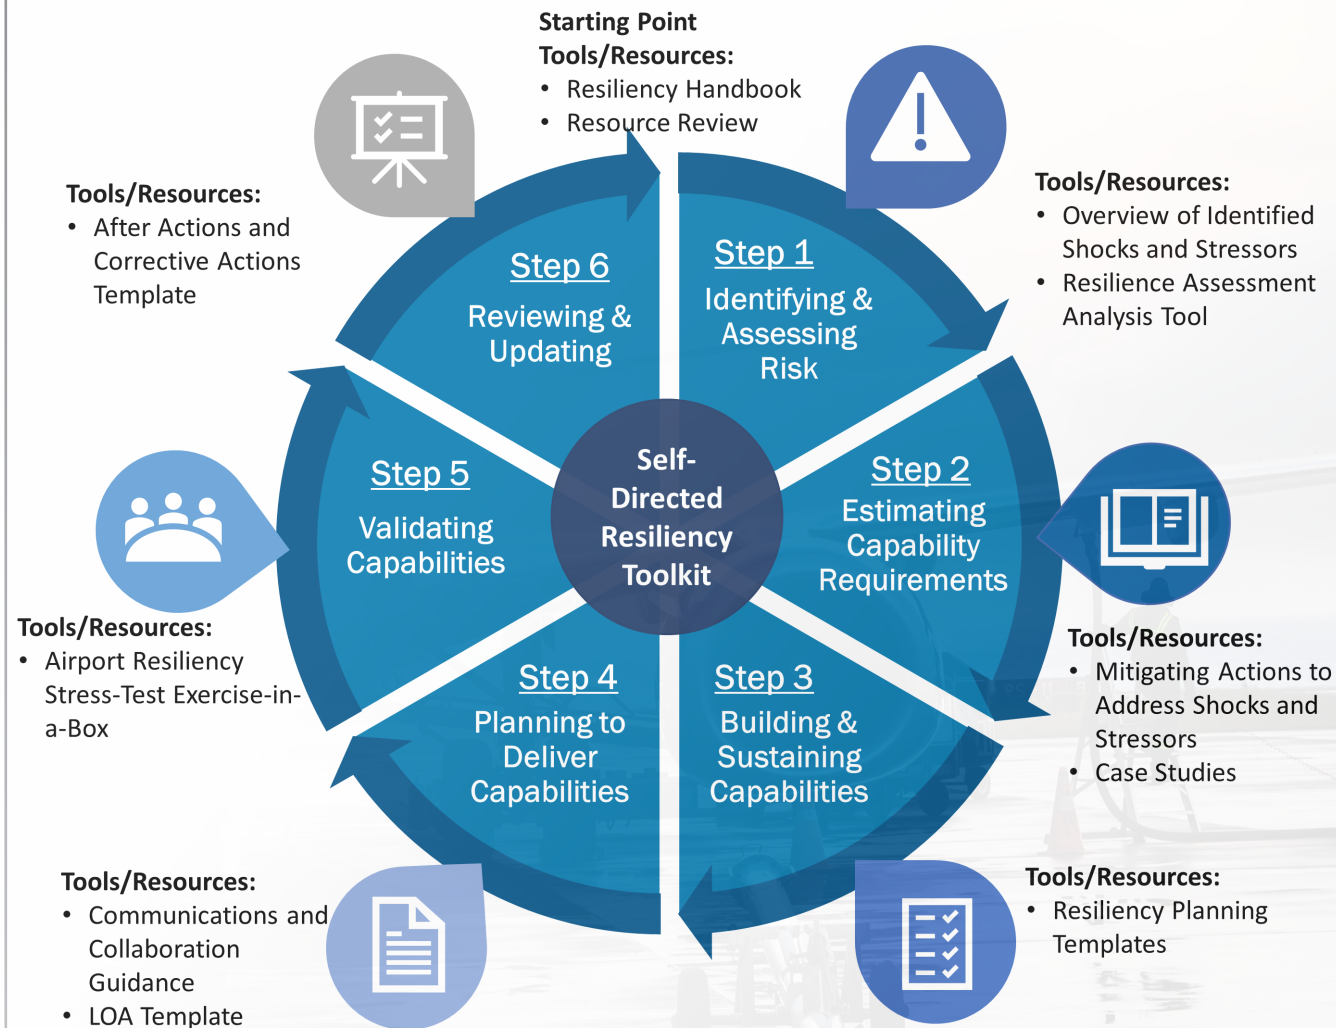 Starting Point
Tools/Resources:
• Resiliency Handbook
• Resource Review
Tools/Resources:
• Overview of Identified
Shocks and Stressors
• Resilience Assessment
Analysis Tool
Tools/Resources:
• Mitigating Actions to
Address Shocks and
Stressors
• Case Studies
Tools/Resources:
• Resiliency Planning
Templates
Tools/Resources:
• Communications and
Collaboration
Guidance
• LOA Template
Tools/Resources:
• Airport Resiliency
Stress-Test Exercise-in-
a-Box
Tools/Resources:
• After Actions and
Corrective Actions
Template
Step 1
Identifying &
Assessing
Risk
Step 2
Estimating
Capability
Requirements
Step 3
Building &
Sustaining
Capabilities
Step 4
Planning to
Deliver
Capabilities
Step 5
Validating
Capabilities
Step 6
Reviewing &
Updating
Self-
Directed
Resiliency
Toolkit